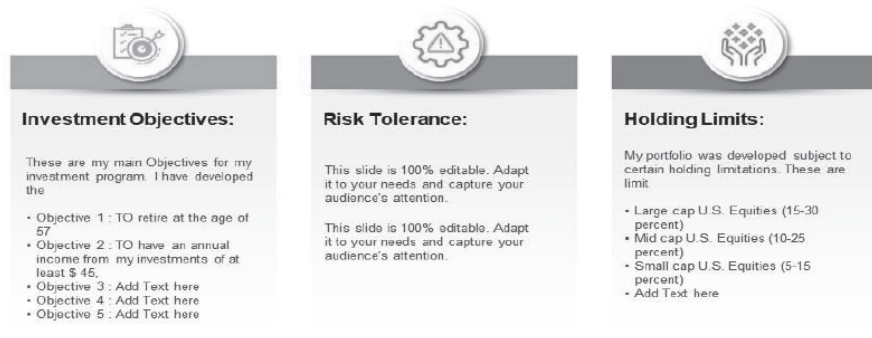 Investment Objectives:
These are my main Objectives for my
investment program. I have developed
the
• Objective 1 : TO retire at the age of
57
• Objective 2 : TO have an annual
income from my investments of at
least $ 45,
• Objective 3 : Add Text here
• Objective 4 : Add Text here
• Objective 5 : Add Text here
Risk Tolerance:
This slide is 100% editable. Adapt
it to your needs and capture your
audience's attention.
This slide is 100% editable. Adapt
it to your needs and capture your
audience's attention.
Holding Limits:
My portfolio was developed subject to
certain holding limitations. These are
limit
• Large cap U.S. Equities (15-30
percent)
• Mid cap U.S. Equities (10-25
percent)
• Small cap U.S. Equities (5-15
percent)
• Add Text here